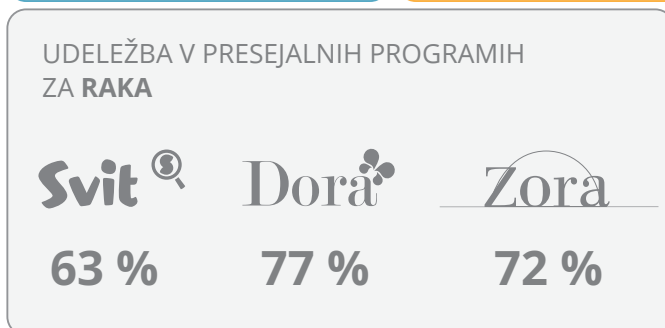 UDELEŽBA V PRESEJALNIH PROGRAMIH
ZA RAKA
Svit Dora Zora
63 % 77 % 72 %